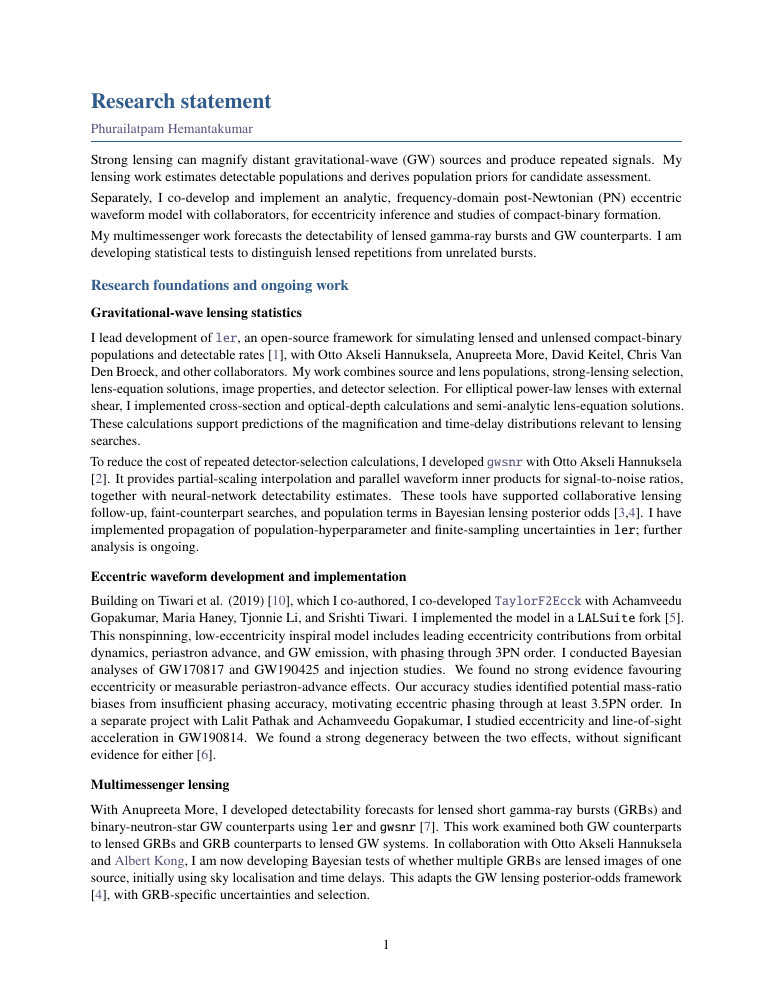 Research statement
Phurailatpam Hemantakumar
Strong lensing can magnify distant gravitational-wave (GW) sources and produce repeated signals. My
lensing work estimates detectable populations and derives population priors for candidate assessment.
Separately, I co-develop and implement an analytic, frequency-domain post-Newtonian (PN) eccentric
waveform model with collaborators, for eccentricity inference and studies of compact-binary formation.
My multimessenger work forecasts the detectability of lensed gamma-ray bursts and GW counterparts. I am
developing statistical tests to distinguish lensed repetitions from unrelated bursts.
Research foundations and ongoing work
Gravitational-wave lensing statistics
I lead development of ler, an open-source framework for simulating lensed and unlensed compact-binary
populations and detectable rates [1], with Otto Akseli Hannuksela, Anupreeta More, David Keitel, Chris Van
Den Broeck, and other collaborators. My work combines source and lens populations, strong-lensing selection,
lens-equation solutions, image properties, and detector selection. For elliptical power-law lenses with external
shear, I implemented cross-section and optical-depth calculations and semi-analytic lens-equation solutions.
These calculations support predictions of the magnification and time-delay distributions relevant to lensing
searches.
To reduce the cost of repeated detector-selection calculations, I developed gwsnr with Otto Akseli Hannuksela
[2]. It provides partial-scaling interpolation and parallel waveform inner products for signal-to-noise ratios,
together with neural-network detectability estimates. These tools have supported collaborative lensing
follow-up, faint-counterpart searches, and population terms in Bayesian lensing posterior odds [3,4]. I have
implemented propagation of population-hyperparameter and finite-sampling uncertainties in ler; further
analysis is ongoing.
Eccentric waveform development and implementation
Building on Tiwari et al. (2019) [10], which I co-authored, I co-developed TaylorF2Ecck with Achamveedu
Gopakumar, Maria Haney, Tjonnie Li, and Srishti Tiwari. I implemented the model in a LALSuite fork [5].
This nonspinning, low-eccentricity inspiral model includes leading eccentricity contributions from orbital
dynamics, periastron advance, and GW emission, with phasing through 3PN order. I conducted Bayesian
analyses of GW170817 and GW190425 and injection studies. We found no strong evidence favouring
eccentricity or measurable periastron-advance effects. Our accuracy studies identified potential mass-ratio
biases from insufficient phasing accuracy, motivating eccentric phasing through at least 3.5PN order. In
a separate project with Lalit Pathak and Achamveedu Gopakumar, I studied eccentricity and line-of-sight
acceleration in GW190814. We found a strong degeneracy between the two effects, without significant
evidence for either [6].
Multimessenger lensing
With Anupreeta More, I developed detectability forecasts for lensed short gamma-ray bursts (GRBs) and
binary-neutron-star GW counterparts using ler and gwsnr [7]. This work examined both GW counterparts
to lensed GRBs and GRB counterparts to lensed GW systems. In collaboration with Otto Akseli Hannuksela
and Albert Kong, I am now developing Bayesian tests of whether multiple GRBs are lensed images of one
source, initially using sky localisation and time delays. This adapts the GW lensing posterior-odds framework
[4], with GRB-specific uncertainties and selection.
1